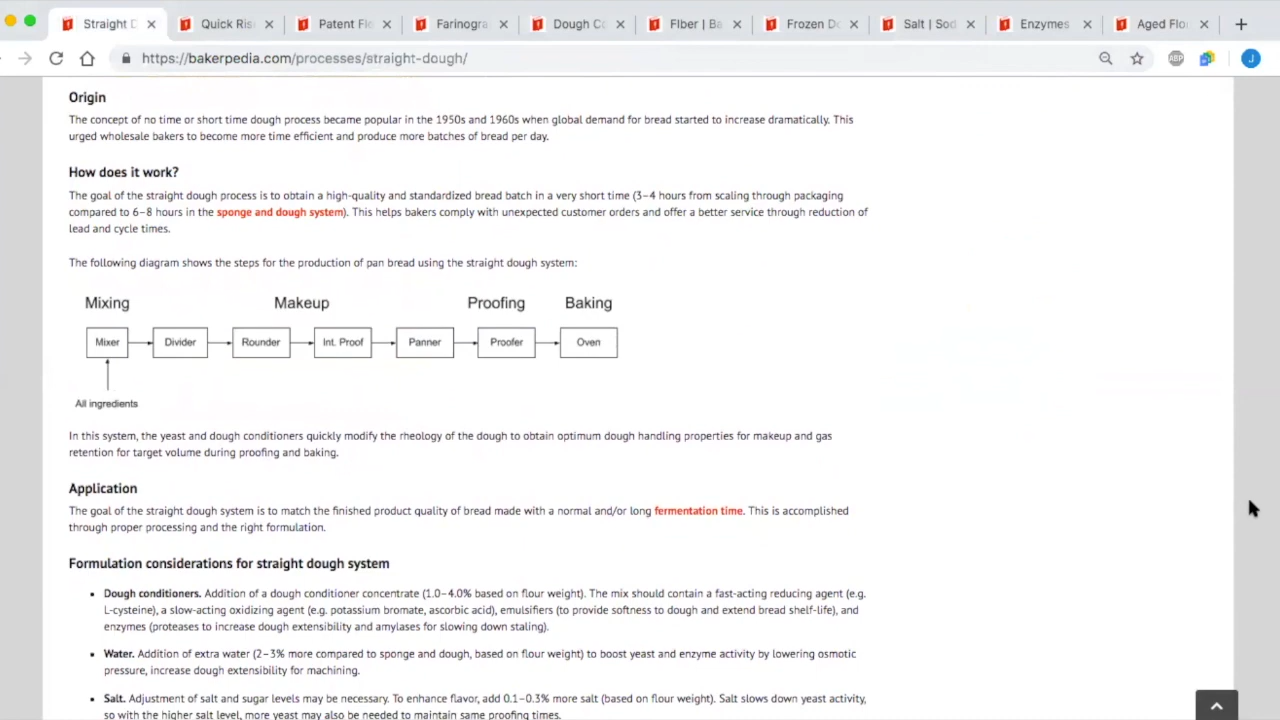 Straight D
Quick Ris
Patent Flo
Farinogra
Dough Co
Fiber | Ba
Frozen Do
Salt | Sod
Enzymes
Aged Flo
https://bakerpedia.com/processes/straight-dough/
ABP
J
Origin
The concept of no time or short time dough process became popular in the 1950s and 1960s when global demand for bread started to increase dramatically. This
urged wholesale bakers to become more time efficient and produce more batches of bread per day.
How does it work?
The goal of the straight dough process is to obtain a high-quality and standardized bread batch in a very short time (3–4 hours from scaling through packaging
compared to 6–8 hours in the sponge and dough system). This helps bakers comply with unexpected customer orders and offer a better service through reduction of
lead and cycle times.
The following diagram shows the steps for the production of pan bread using the straight dough system:
Mixing Makeup Proofing Baking
Mixer Divider Rounder Int. Proof Panner Proofer Oven
All ingredients
In this system, the yeast and dough conditioners quickly modify the rheology of the dough to obtain optimum dough handling properties for makeup and gas
retention for target volume during proofing and baking.
Application
The goal of the straight dough system is to match the finished product quality of bread made with a normal and/or long fermentation time. This is accomplished
through proper processing and the right formulation.
Formulation considerations for straight dough system
• Dough conditioners. Addition of a dough conditioner concentrate (1.0–4.0% based on flour weight). The mix should contain a fast-acting reducing agent (e.g.
L-cysteine), a slow-acting oxidizing agent (e.g. potassium bromate, ascorbic acid), emulsifiers (to provide softness to dough and extend bread shelf-life), and
enzymes (proteases to increase dough extensibility and amylases for slowing down staling).
• Water. Addition of extra water (2–3% more compared to sponge and dough, based on flour weight) to boost yeast and enzyme activity by lowering osmotic
pressure, increase dough extensibility for machining.
• Salt. Adjustment of salt and sugar levels may be necessary. To enhance flavor, add 0.1–0.3% more salt (based on flour weight). Salt slows down yeast activity,
so with the higher salt level, more yeast may also be needed to maintain same proofing times.